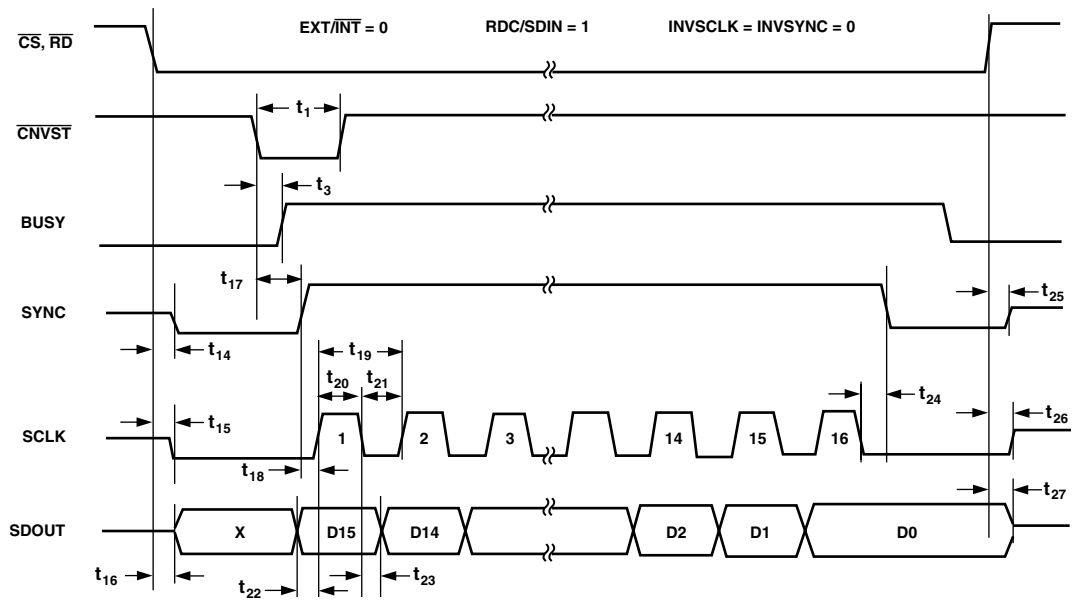 EXT/INT = 0 RDC/SDIN = 1 INVSCLK = INVSYNC = 0
CS, RD
t1
CNVST
t3
BUSY
t17
SYNC
t25
t14
t19
t20 t21
t24
t15
t26
SCLK
1 2 3 14 15 16
t18
t27
SDOUT
X D15 D14 D2 D1 D0
t16
t22
t23